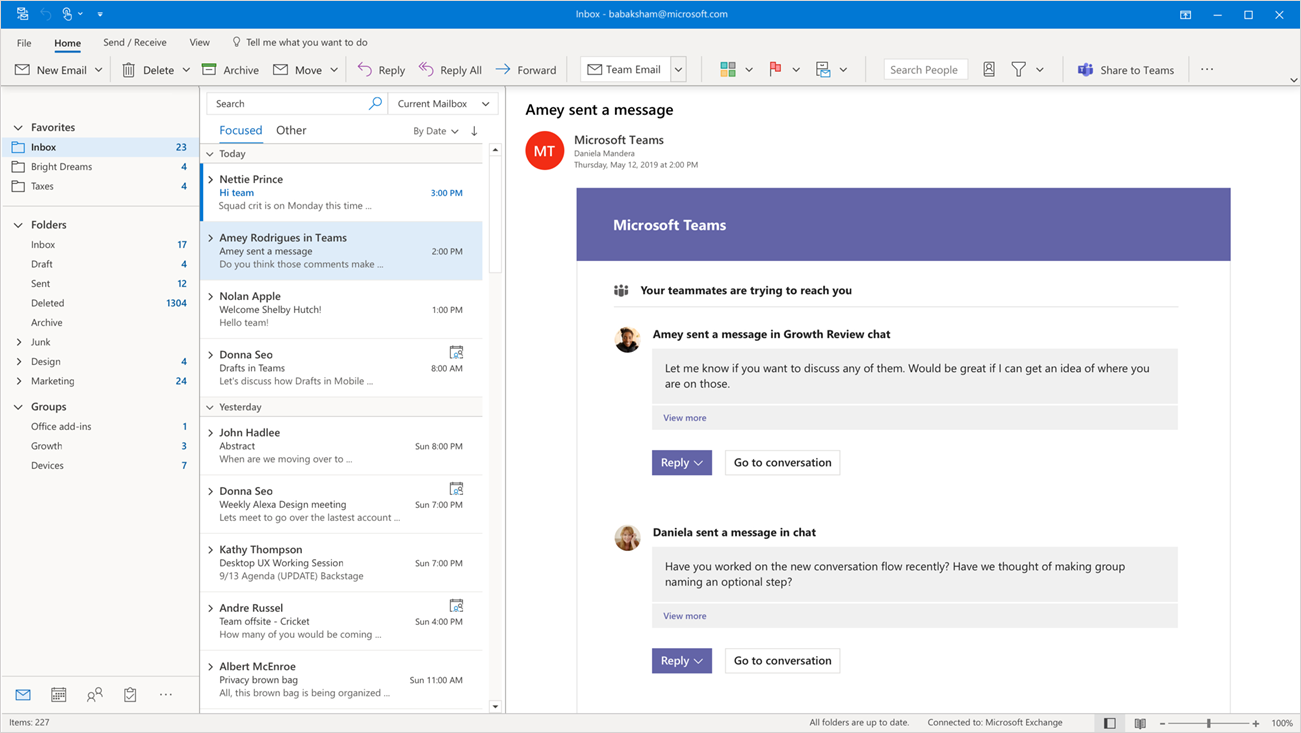 Inbox - babaksham@microsoft.com
File Home Send / Receive View Tell me what you want to do
New Email Delete Archive Move Reply Reply All Forward Team Email Search People Share to Teams ...
Favorites
Inbox 23
Bright Dreams 4
Taxes 4
Folders
Inbox 17
Draft 4
Sent 12
Deleted 1304
Archive
Junk
Design 4
Marketing 24
Groups
Office add-ins 1
Growth 3
Devices 7
Search Current Mailbox
Focused Other By Date
Today
Nettie Prince
Hi team 3:00 PM
Squad crit is on Monday this time ...
Amey Rodrigues in Teams
Amey sent a message 2:00 PM
Do you think those comments make ...
Nolan Apple
Welcome Shelby Hutch! 1:00 PM
Hello team!
Donna Seo
Drafts in Teams 8:00 AM
Let's discuss how Drafts in Mobile ...
Yesterday
John Hadlee
Abstract Sun 8:00 PM
When are we moving over to ...
Donna Seo
Weekly Alexa Design meeting Sun 7:00 PM
Lets meet to go over the lastest account ...
Kathy Thompson
Desktop UX Working Session Sun 7:00 PM
9/13 Agenda (UPDATE) Backstage
Andre Russel
Team offsite - Cricket Sun 4:00 PM
How many of you would be coming ...
Albert McEnroe
Privacy brown bag Sun 11:00 AM
All, this brown bag is being organized ...
Amey sent a message
MT
Microsoft Teams
Daniela Mandera
Thursday, May 12, 2019 at 2:00 PM
Microsoft Teams
Your teammates are trying to reach you
Amey sent a message in Growth Review chat
Let me know if you want to discuss any of them. Would be great if I can get an idea of where you
are on those.
View more
Reply Go to conversation
Daniela sent a message in chat
Have you worked on the new conversation flow recently? Have we thought of making group
naming an optional step?
View more
Reply Go to conversation
Items: 227 All folders are up to date. Connected to: Microsoft Exchange 100%